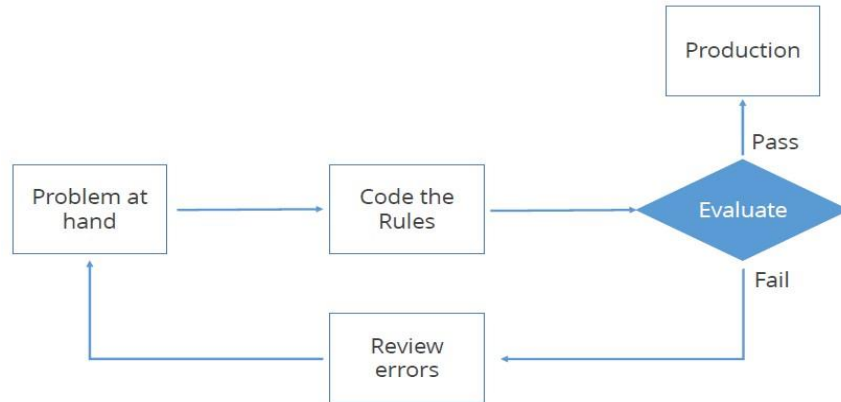 Production
Pass
Problem at
hand
Code the
Rules
Evaluate
Fail
Review
errors